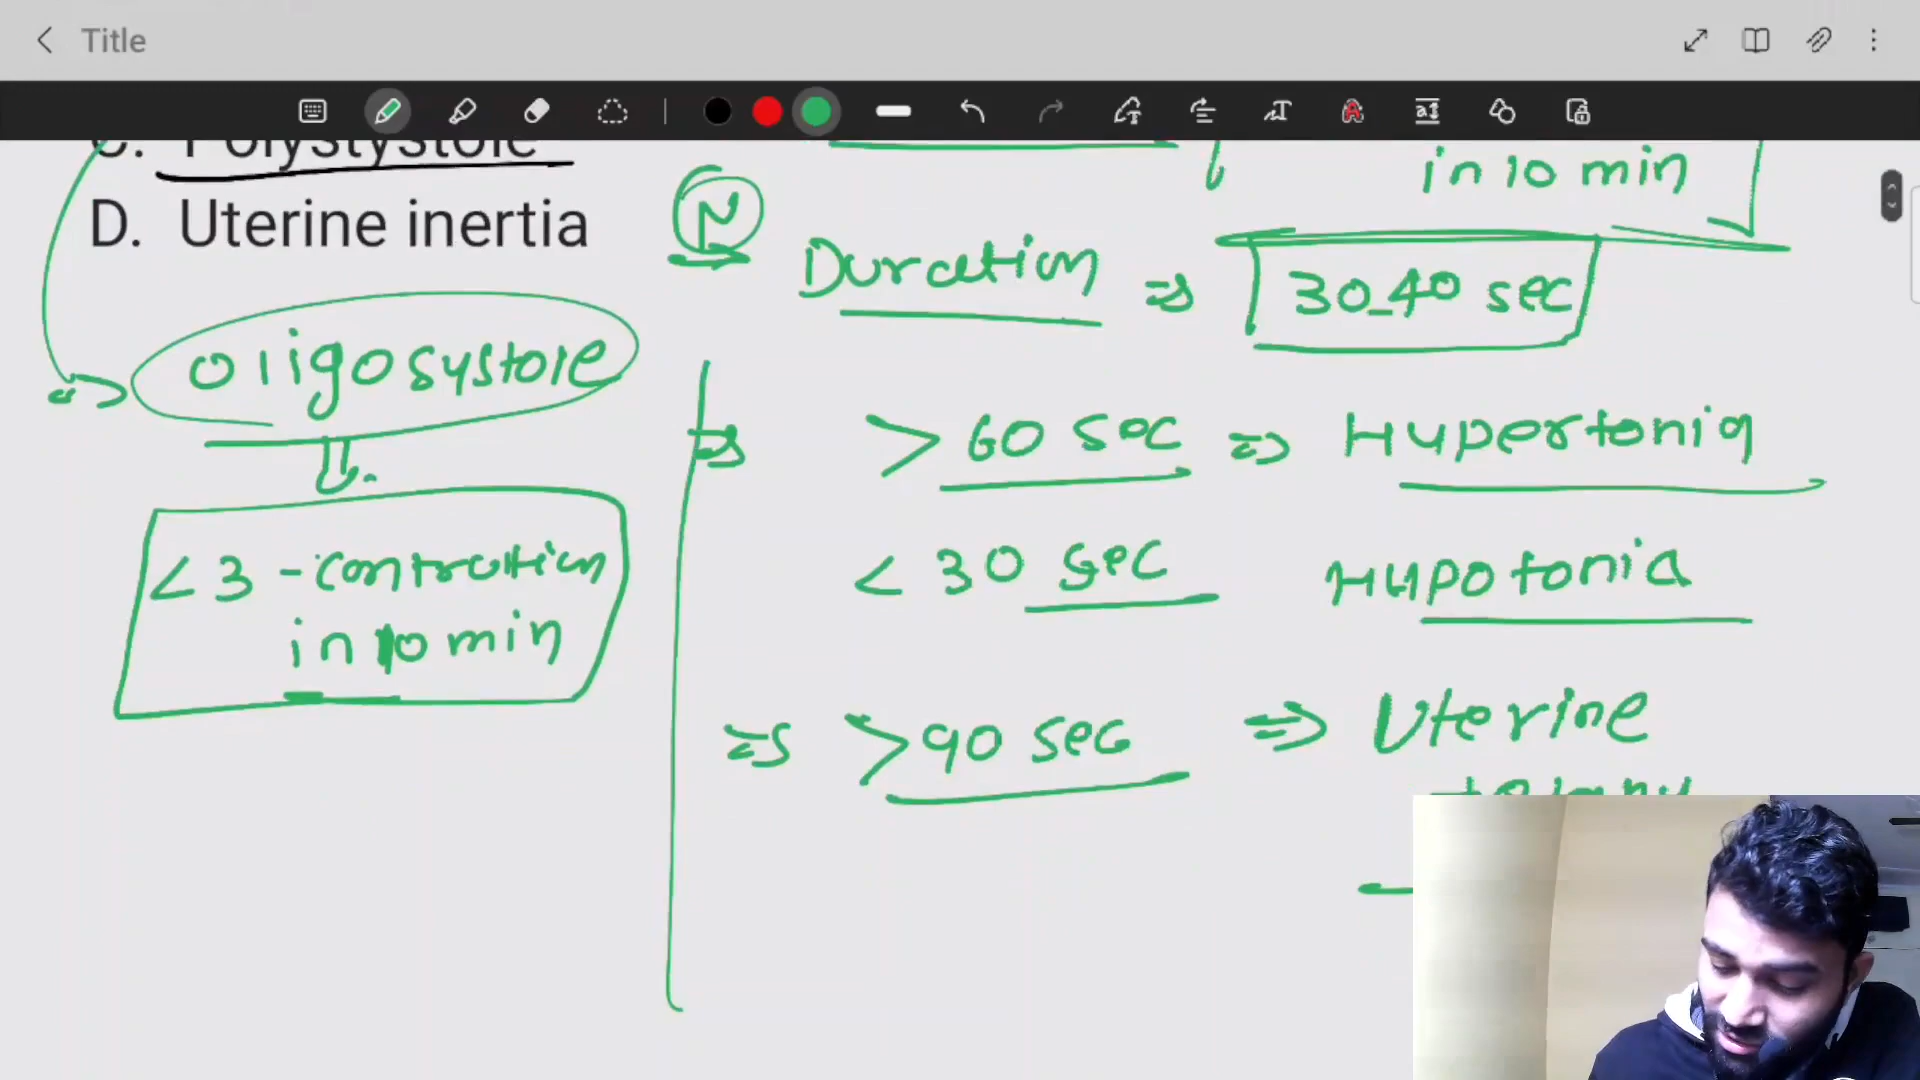 Title
C. Polystystole
D. Uterine inertia
in 10 min
N
Duration ⇒ 30-40 sec
oligosystole
⇒ > 60 sec ⇒ Hypertonia
< 30 sec Hypotonia
< 3 - contraction
in 10 min
⇒ > 90 sec ⇒ Uterine